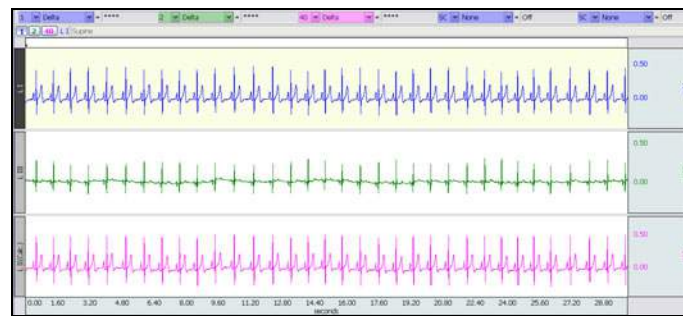 1 Delta = **** 2 Delta = **** 40 Delta = **** SC None = Off SC None = Off
1 2 40 L I Supine
L I
0.50
0.00
L III
0.50
0.00
0.50
0.00
0.00 1.60 3.20 4.80 6.40 8.00 9.60 11.20 12.80 14.40 16.00 17.60 19.20 20.80 22.40 24.00 25.60 27.20 28.80
seconds